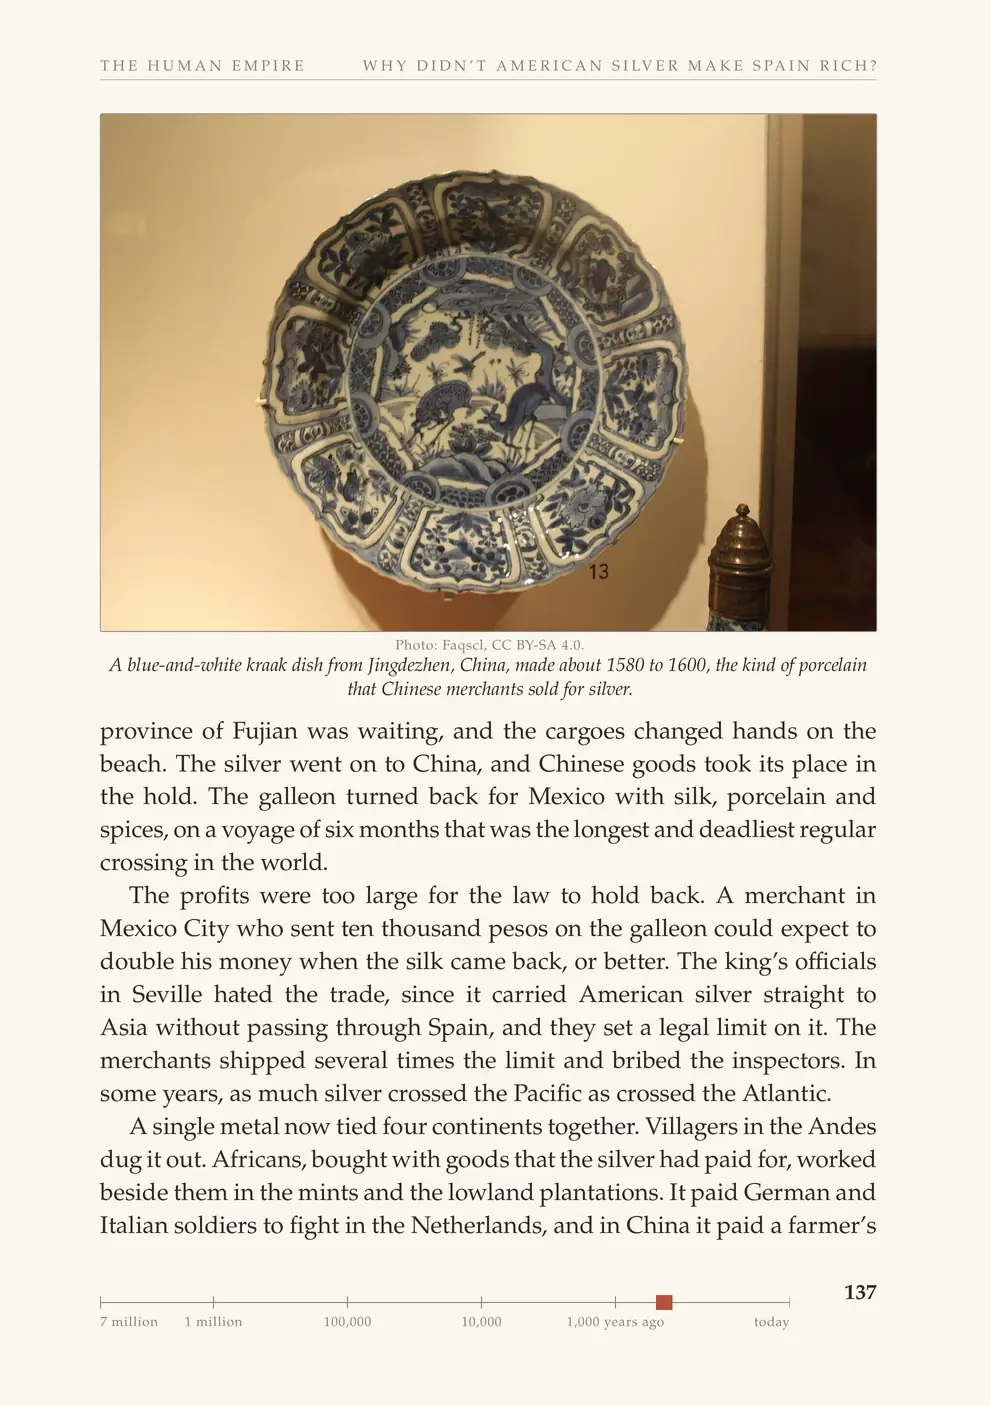 THE HUMAN EMPIRE
WHY DIDN'T AMERICAN SILVER MAKE SPAIN RICH?
13
Photo: Faqscl, CC BY-SA 4.0.
A blue-and-white kraak dish from Jingdezhen, China, made about 1580 to 1600, the kind of porcelain
that Chinese merchants sold for silver.
province of Fujian was waiting, and the cargoes changed hands on the
beach. The silver went on to China, and Chinese goods took its place in
the hold. The galleon turned back for Mexico with silk, porcelain and
spices, on a voyage of six months that was the longest and deadliest regular
crossing in the world.
The profits were too large for the law to hold back. A merchant in
Mexico City who sent ten thousand pesos on the galleon could expect to
double his money when the silk came back, or better. The king's officials
in Seville hated the trade, since it carried American silver straight to
Asia without passing through Spain, and they set a legal limit on it. The
merchants shipped several times the limit and bribed the inspectors. In
some years, as much silver crossed the Pacific as crossed the Atlantic.
A single metal now tied four continents together. Villagers in the Andes
dug it out. Africans, bought with goods that the silver had paid for, worked
beside them in the mints and the lowland plantations. It paid German and
Italian soldiers to fight in the Netherlands, and in China it paid a farmer's
137
7 million 1 million 100,000 10,000 1,000 years ago today